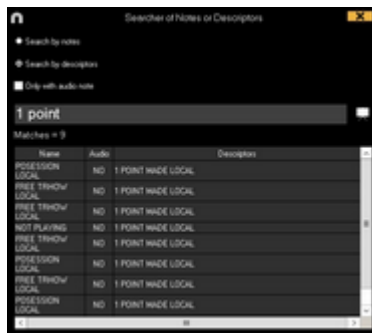 Searcher of Notes or Descriptors
Search by notes
Search by descriptors
Only with audio note
1 point
Matches = 9
Name Audio Descriptors
POSESSION LOCAL NO 1 POINT MADE LOCAL,
FREE TRHOW LOCAL NO 1 POINT MADE LOCAL,
FREE TRHOW LOCAL NO 1 POINT MADE LOCAL,
NOT PLAYING NO 1 POINT MADE LOCAL,
FREE TRHOW LOCAL NO 1 POINT MADE LOCAL,
POSESSION LOCAL NO 1 POINT MADE LOCAL,
FREE TRHOW LOCAL NO 1 POINT MADE LOCAL,
POSESSION LOCAL NO 1 POINT MADE LOCAL,